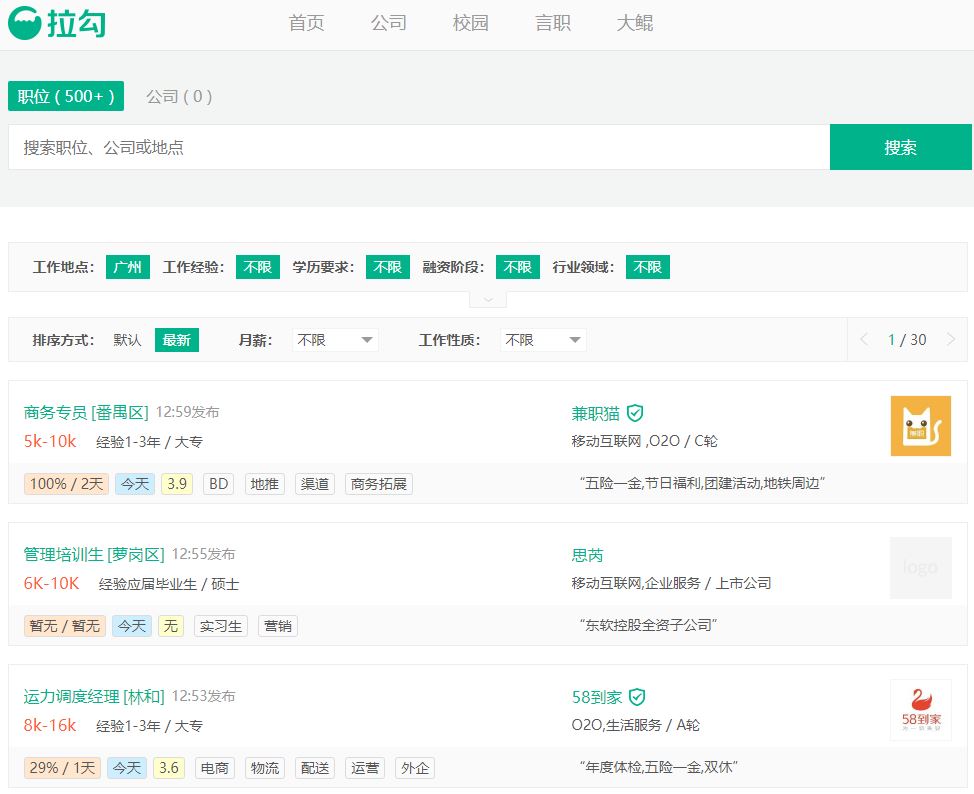 拉勾 首页 公司 校园 言职 大鲲
职位 ( 500+ ) 公司 ( 0 )
搜索职位、公司或地点 搜索
工作地点： 广州 工作经验： 不限 学历要求： 不限 融资阶段： 不限 行业领域： 不限
排序方式： 默认 最新 月薪： 不限 工作性质： 不限 1 / 30
商务专员 [番禺区] 12:59发布 兼职猫
5k-10k 经验1-3年 / 大专 移动互联网 ,O2O / C轮
100% / 2天 今天 3.9 BD 地推 渠道 商务拓展 “五险一金,节日福利,团建活动,地铁周边”
管理培训生 [萝岗区] 12:55发布 思芮
logo
6K-10K 经验应届毕业生 / 硕士 移动互联网,企业服务 / 上市公司
暂无 / 暂无 今天 无 实习生 营销 “东软控股全资子公司”
运力调度经理 [林和] 12:53发布 58到家
58到家
8k-16k 经验1-3年 / 大专 O2O,生活服务 / A轮
29% / 1天 今天 3.6 电商 物流 配送 运营 外企 “年度体检,五险一金,双休”